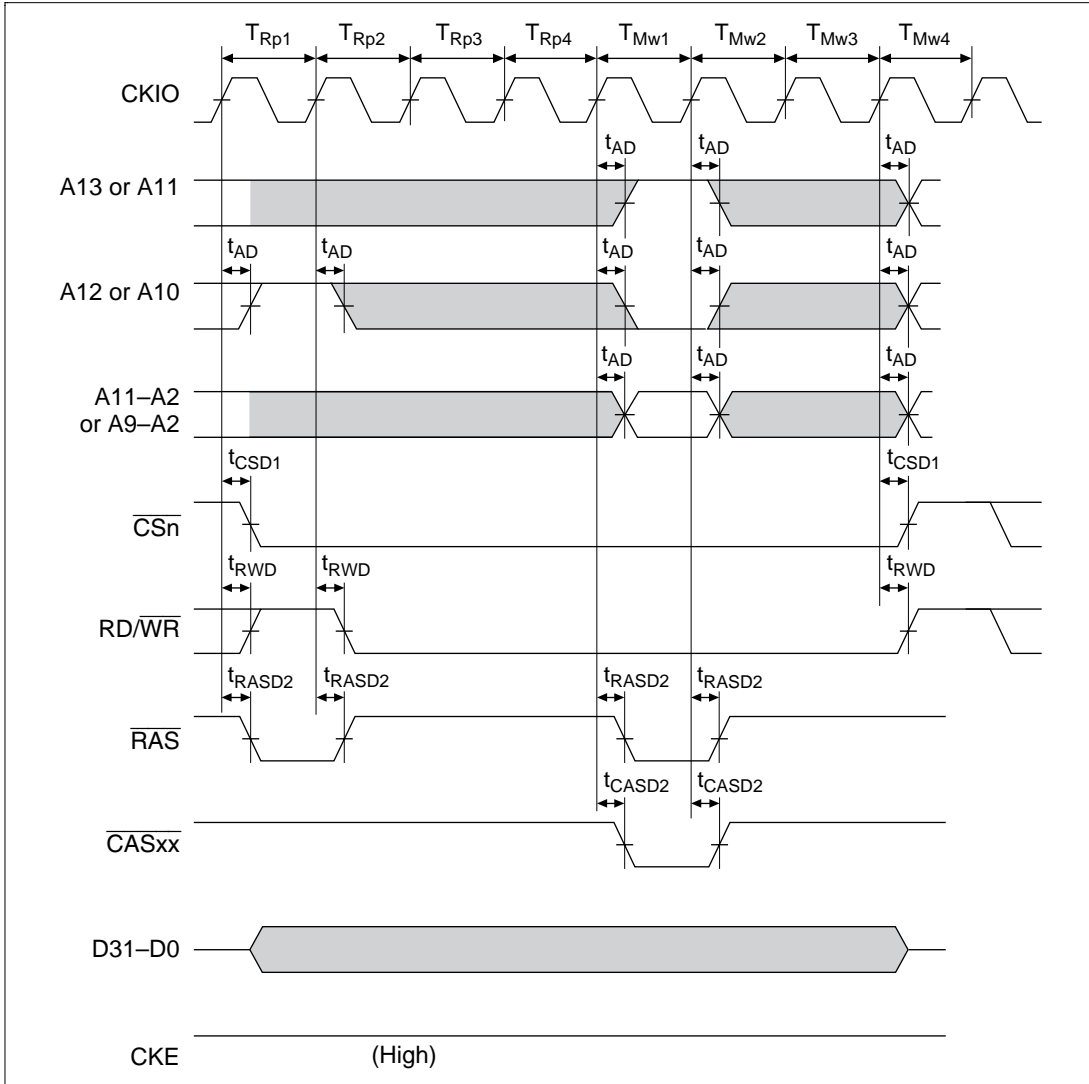 TRp1 TRp2 TRp3 TRp4 TMw1 TMw2 TMw3 TMw4
CKIO
tAD tAD tAD
A13 or A11
tAD tAD tAD tAD tAD
A12 or A10
tAD tAD tAD
A11–A2
or A9–A2
tCSD1 tCSD1
CSn
tRWD tRWD tRWD
RD/WR
tRASD2 tRASD2 tRASD2 tRASD2
RAS
tCASD2 tCASD2
CASxx
D31–D0
CKE (High)